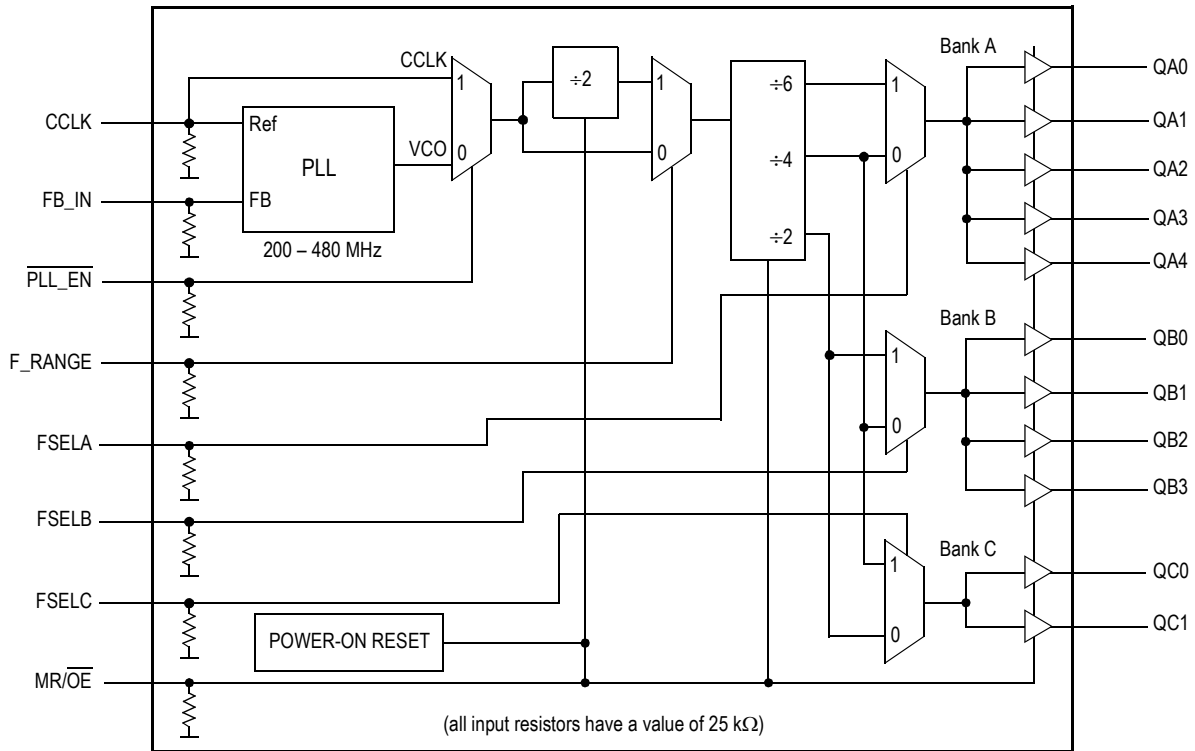 CCLK
FB_IN
PLL_EN
F_RANGE
FSELA
FSELB
FSELC
MR/OE
Ref
FB
PLL
200 – 480 MHz
CCLK
VCO
1
0
÷2
1
0
÷6
÷4
÷2
1
0
1
0
1
0
Bank A
Bank B
Bank C
QA0
QA1
QA2
QA3
QA4
QB0
QB1
QB2
QB3
QC0
QC1
POWER-ON RESET
(all input resistors have a value of 25 kΩ)